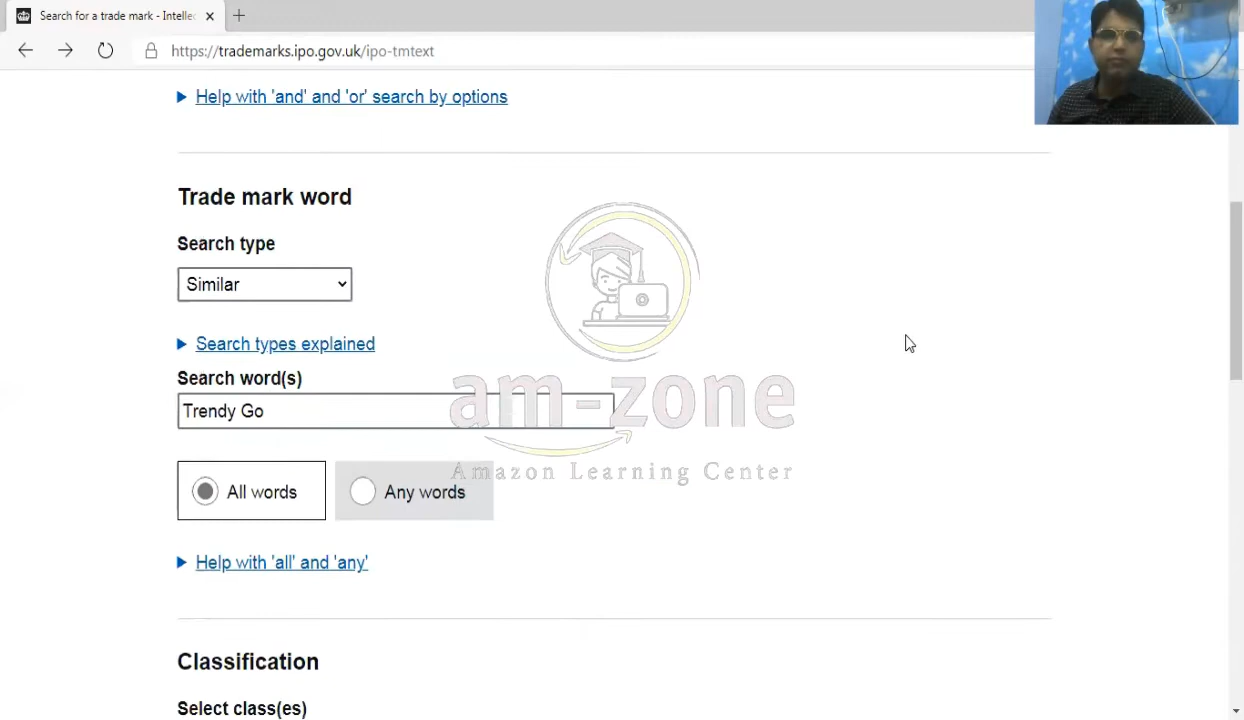 Search for a trade mark - Intellec
https://trademarks.ipo.gov.uk/ipo-tmtext
Help with 'and' and 'or' search by options
Trade mark word
Search type
Similar
Search types explained
Search word(s)
Trendy Go
All words
Any words
Help with 'all' and 'any'
am-zone
Amazon Learning Center
Classification
Select class(es)